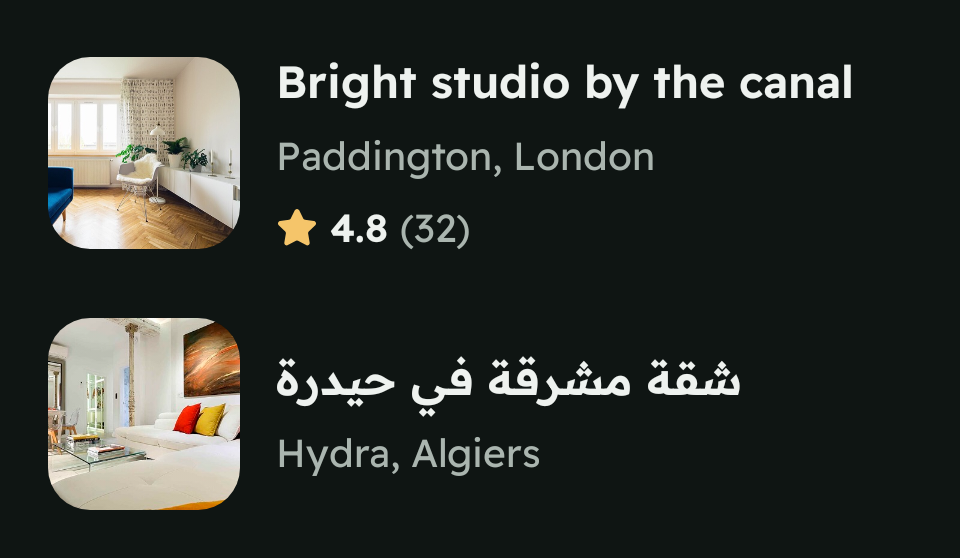 Bright studio by the canal
Paddington, London
4.8 (32)
شقة مشرقة في حيدرة
Hydra, Algiers